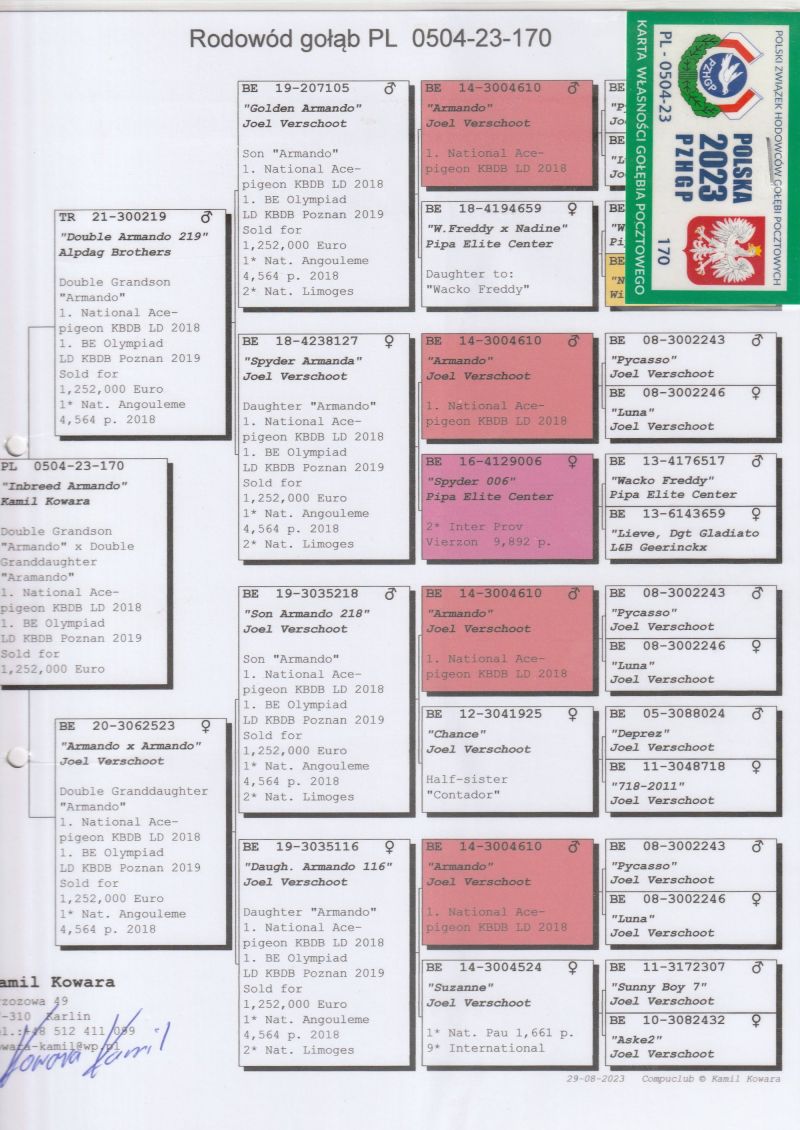 Rodowód gołąb PL 0504-23-170
KARTA WŁASNOŚCI GOŁĘBIA POCZTOWEGO
PL - 0504-23
170
PZHGP
POLSKA
2023
PZHGP
POLSKI ZWIĄZEK HODOWCÓW GOŁĘBI POCZTOWYCH
PL 0504-23-170
"Inbreed Armando"
Kamil Kowara
Double Grandson
"Armando" x Double
Granddaughter
"Aramando"
1. National Ace-
pigeon KBDB LD 2018
1. BE Olympiad
LD KBDB Poznan 2019
Sold for
1,252,000 Euro
TR 21-300219 ♂
"Double Armando 219"
Alpdag Brothers
Double Grandson
"Armando"
1. National Ace-
pigeon KBDB LD 2018
1. BE Olympiad
LD KBDB Poznan 2019
Sold for
1,252,000 Euro
1* Nat. Angouleme
4,564 p. 2018
BE 20-3062523 ♀
"Armando x Armando"
Joel Verschoot
Double Granddaughter
"Armando"
1. National Ace-
pigeon KBDB LD 2018
1. BE Olympiad
LD KBDB Poznan 2019
Sold for
1,252,000 Euro
1* Nat. Angouleme
4,564 p. 2018
BE 19-207105 ♂
"Golden Armando"
Joel Verschoot
Son "Armando"
1. National Ace-
pigeon KBDB LD 2018
1. BE Olympiad
LD KBDB Poznan 2019
Sold for
1,252,000 Euro
1* Nat. Angouleme
4,564 p. 2018
2* Nat. Limoges
BE 18-4238127 ♀
"Spyder Armanda"
Joel Verschoot
Daughter "Armando"
1. National Ace-
pigeon KBDB LD 2018
1. BE Olympiad
LD KBDB Poznan 2019
Sold for
1,252,000 Euro
1* Nat. Angouleme
4,564 p. 2018
2* Nat. Limoges
BE 19-3035218 ♂
"Son Armando 218"
Joel Verschoot
Son "Armando"
1. National Ace-
pigeon KBDB LD 2018
1. BE Olympiad
LD KBDB Poznan 2019
Sold for
1,252,000 Euro
1* Nat. Angouleme
4,564 p. 2018
2* Nat. Limoges
BE 19-3035116 ♀
"Daugh. Armando 116"
Joel Verschoot
Daughter "Armando"
1. National Ace-
pigeon KBDB LD 2018
1. BE Olympiad
LD KBDB Poznan 2019
Sold for
1,252,000 Euro
1* Nat. Angouleme
4,564 p. 2018
2* Nat. Limoges
BE 14-3004610 ♂
"Armando"
Joel Verschoot
1. National Ace-
pigeon KBDB LD 2018
BE 18-4194659 ♀
"W.Freddy x Nadine"
Pipa Elite Center
Daughter to:
"Wacko Freddy"
BE 14-3004610 ♂
"Armando"
Joel Verschoot
1. National Ace-
pigeon KBDB LD 2018
BE 16-4129006 ♀
"Spyder 006"
Pipa Elite Center
2* Inter Prov
Vierzon 9,892 p.
BE 14-3004610 ♂
"Armando"
Joel Verschoot
1. National Ace-
pigeon KBDB LD 2018
BE 12-3041925 ♀
"Chance"
Joel Verschoot
Half-sister
"Contador"
BE 14-3004610 ♂
"Armando"
Joel Verschoot
1. National Ace-
pigeon KBDB LD 2018
BE 14-3004524 ♀
"Suzanne"
Joel Verschoot
1* Nat. Pau 1,661 p.
9* International
BE
BE
BE
BE
BE 08-3002243 ♂
"Pycasso"
Joel Verschoot
BE 08-3002246 ♀
"Luna"
Joel Verschoot
BE 13-4176517 ♂
"Wacko Freddy"
Pipa Elite Center
BE 13-6143659 ♀
"Lieve, Dgt Gladiato
L&B Geerinckx
BE 08-3002243 ♂
"Pycasso"
Joel Verschoot
BE 08-3002246 ♀
"Luna"
Joel Verschoot
BE 05-3088024 ♂
"Deprez"
Joel Verschoot
BE 11-3048718 ♀
"718-2011"
Joel Verschoot
BE 08-3002243 ♂
"Pycasso"
Joel Verschoot
BE 08-3002246 ♀
"Luna"
Joel Verschoot
BE 11-3172307 ♂
"Sunny Boy 7"
Joel Verschoot
BE 10-3082432 ♀
"Aske2"
Joel Verschoot
amil Kowara
rzozowa 49
-310 Karlin
el.:+48 512 411 099
owara-kamil@wp.pl
Kowara Kamil
29-08-2023 Compuclub © Kamil Kowara